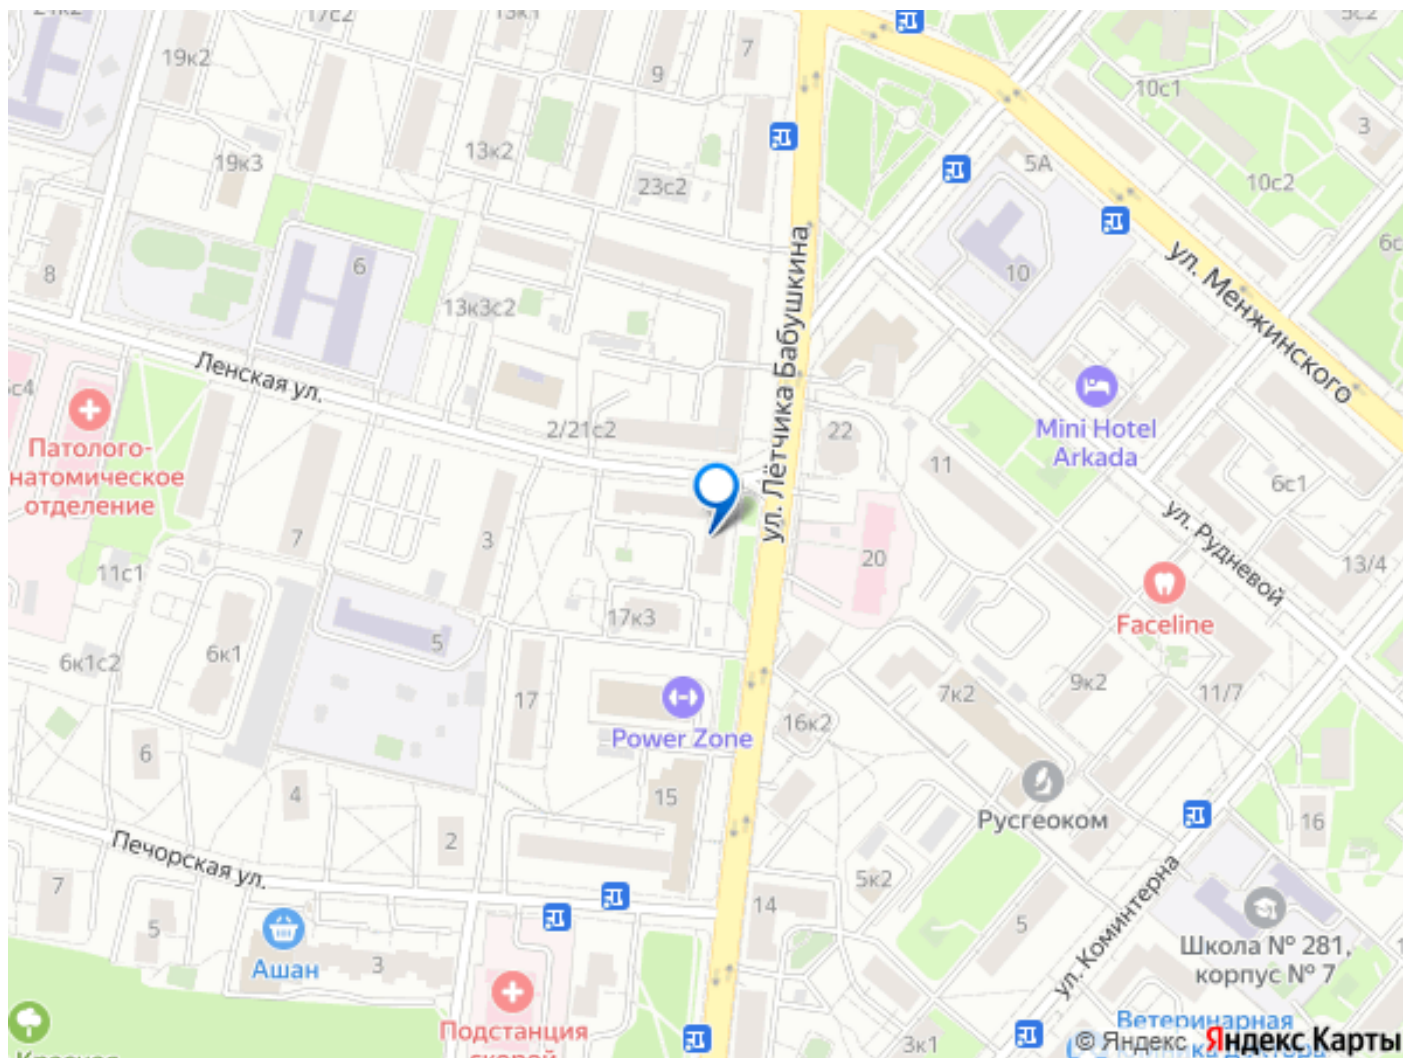 17с2
13к1
7
9
19к2
13к2
19к3
23с2
5А
10с1
3
10с2
10
6
8
13к3с2
ул. Менжинского
ул. Лётчика Бабушкина
Ленская ул.
2/21с2
22
11
Mini Hotel
Arkada
6с1
Патолого-
натомическое
отделение
7
3
20
ул. Рудневой
13/4
11с1
17к3
5
6к1
6к1с2
Faceline
17
Power Zone
16к2
7к2
9к2
11/7
6
4
2
15
Русгеоком
16
Печорская ул.
7
5
Ашан
3
14
5к2
5
ул. Коминтерна
Школа № 281,
корпус № 7
Подстанция
скорой
3к1
Ветеринарная
© Яндекс
Яндекс Карты